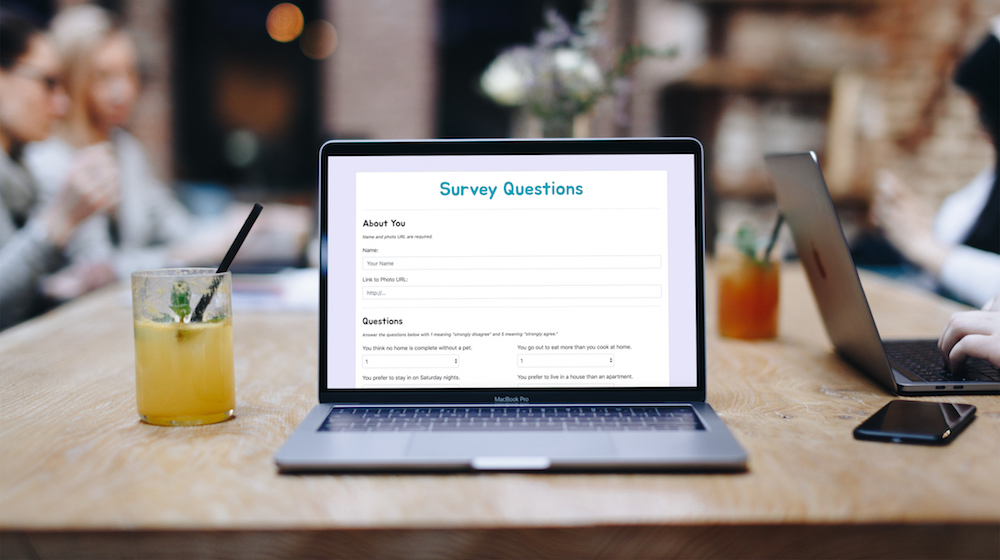 Survey Questions
About You
Name and photo URL are required.
Name:
Your Name
Link to Photo URL:
http://...
Questions
Answer the questions below with 1 meaning "strongly disagree" and 5 meaning "strongly agree."
You think no home is complete without a pet.
You go out to eat more than you cook at home.
1
1
You prefer to stay in on Saturday nights.
You prefer to live in a house than an apartment.
MacBook Pro